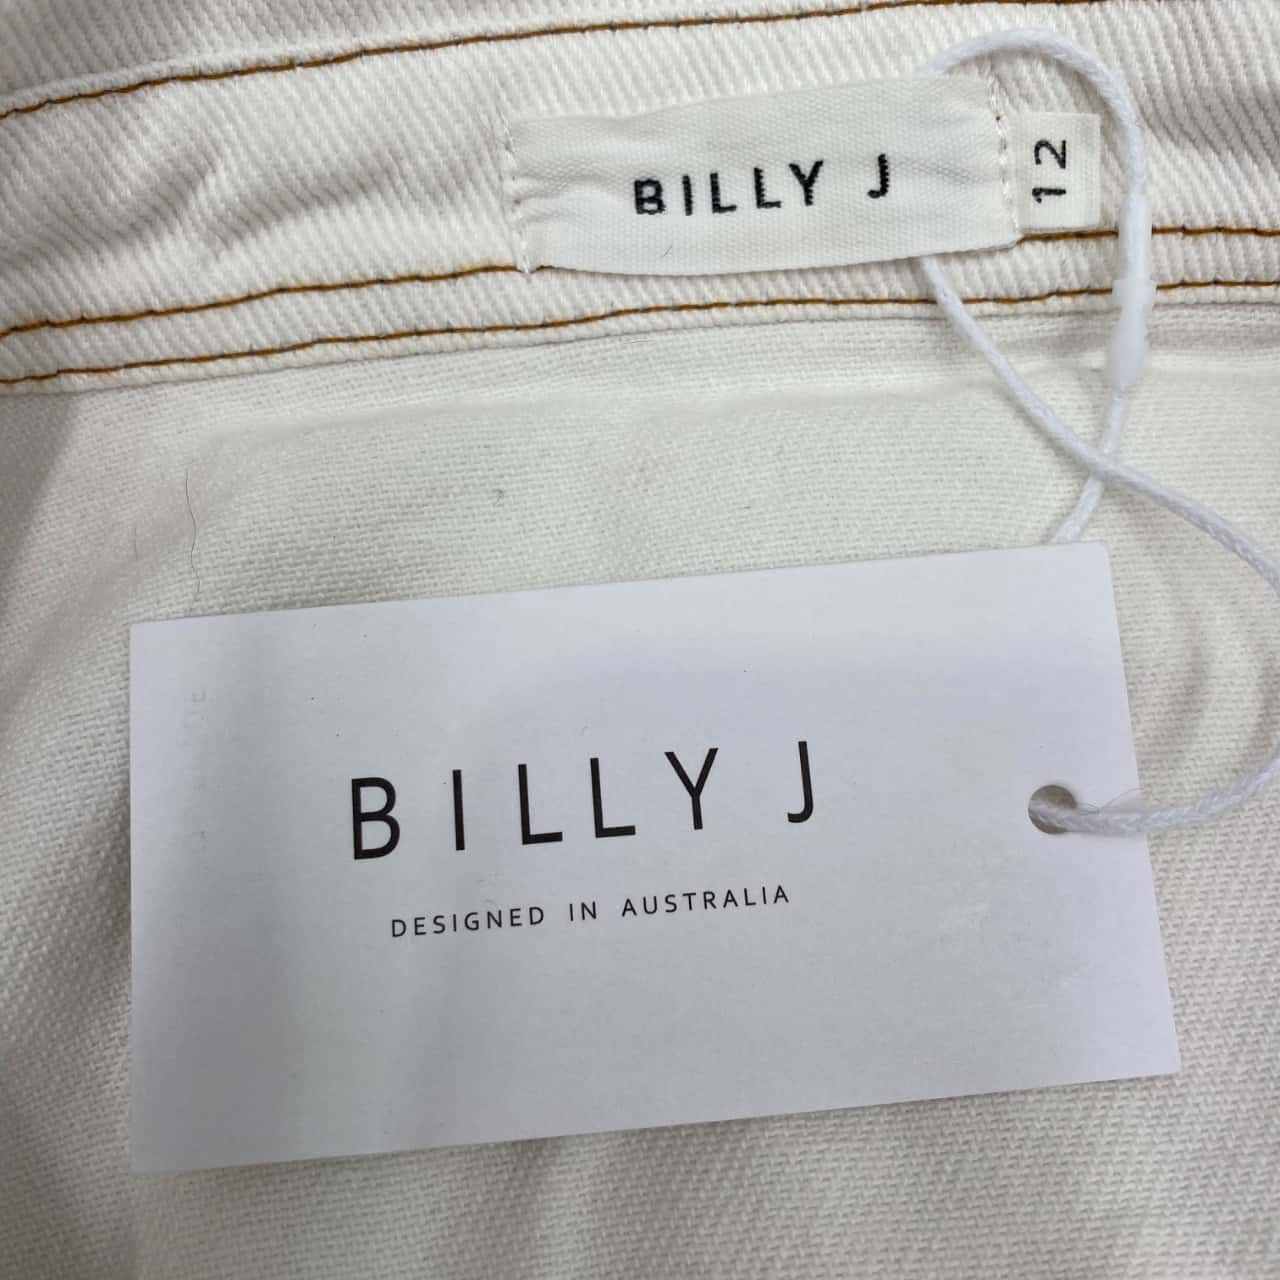 BILLY J
12
BILLY J
DESIGNED IN AUSTRALIA